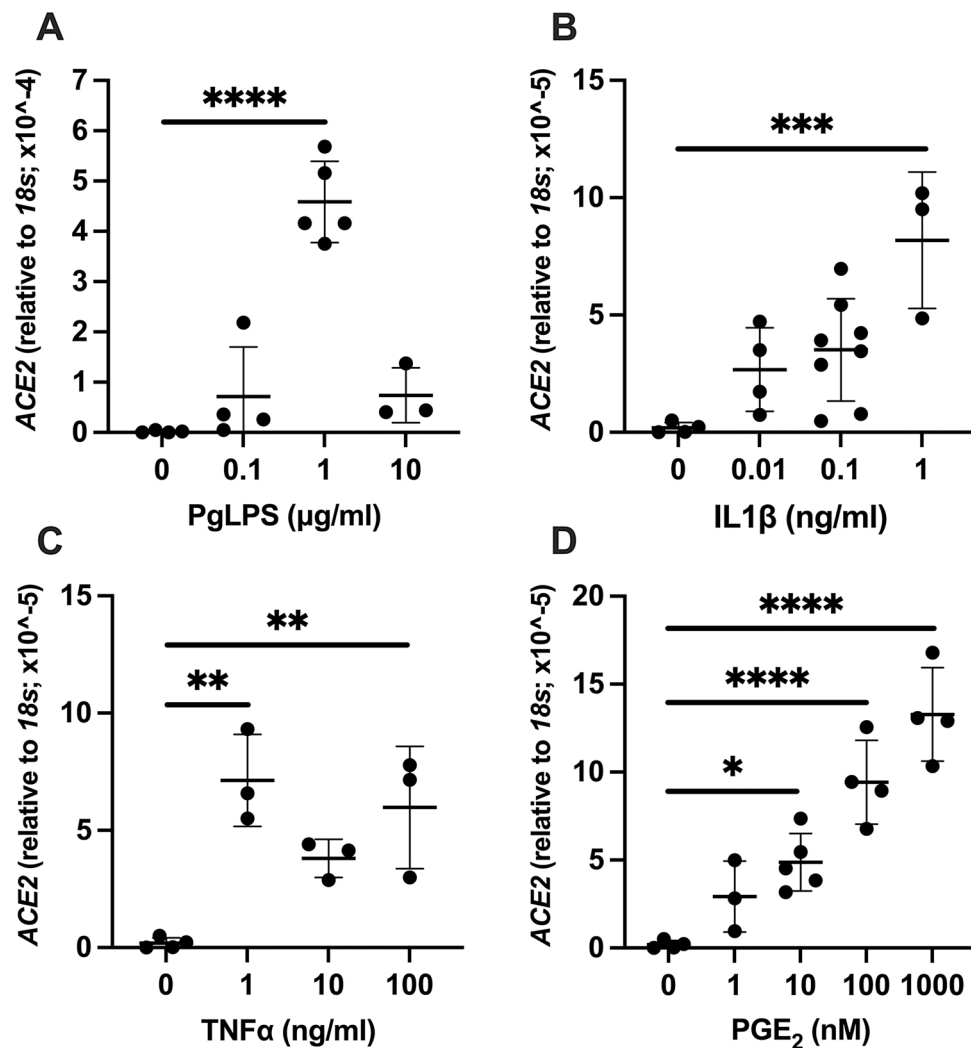 A
ACE2 (relative to 18s; x10^-4)
7
6
5
4
3
2
1
0
****
0 0.1 1 10
PgLPS (µg/ml)
B
ACE2 (relative to 18s; x10^-5)
15
10
5
0
***
0 0.01 0.1 1
IL1β (ng/ml)
C
ACE2 (relative to 18s; x10^-5)
15
10
5
0
**
**
0 1 10 100
TNFα (ng/ml)
D
ACE2 (relative to 18s; x10^-5)
20
15
10
5
0
****
****
*
0 1 10 100 1000
PGE₂ (nM)